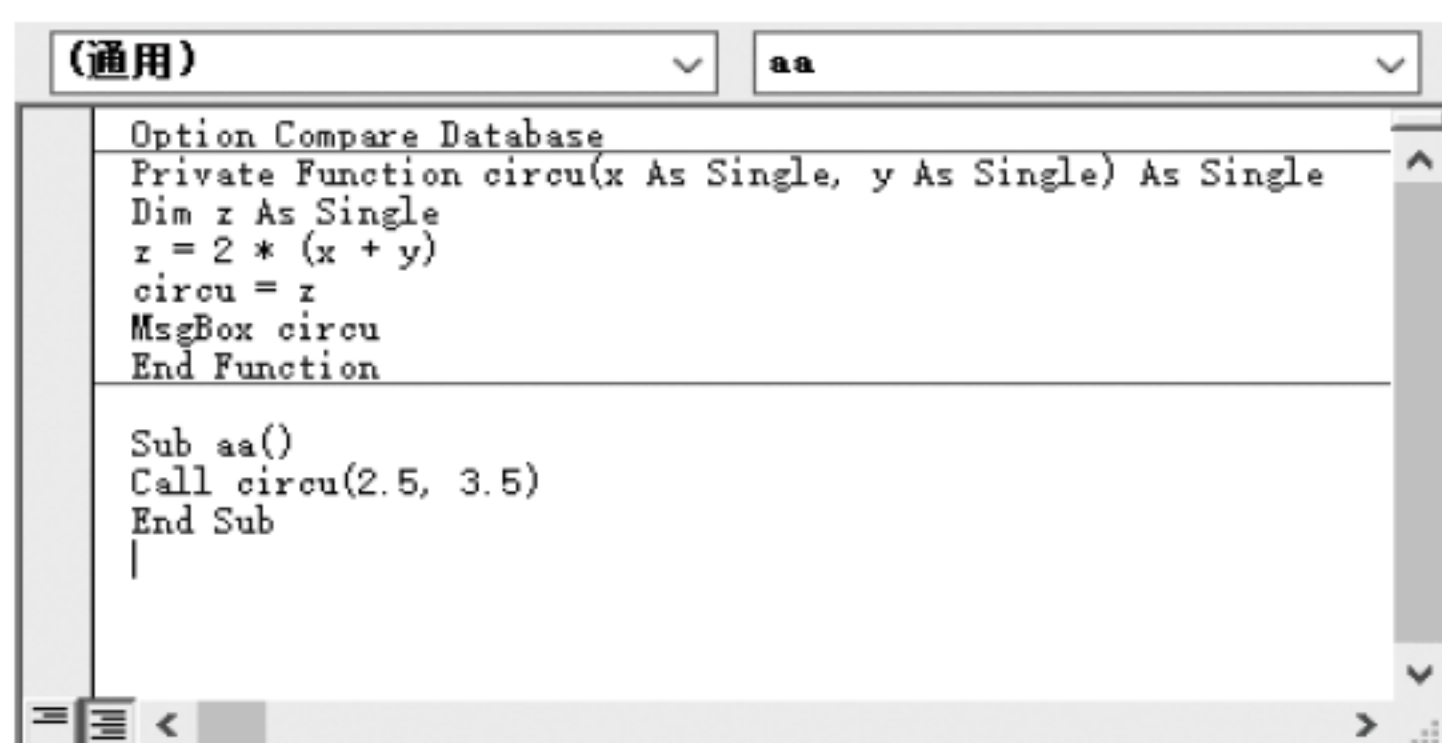 (通用)
aa
Option Compare Database
Private Function circu(x As Single, y As Single) As Single
Dim z As Single
z = 2 * (x + y)
circu = z
MsgBox circu
End Function
Sub aa()
Call circu(2.5, 3.5)
End Sub